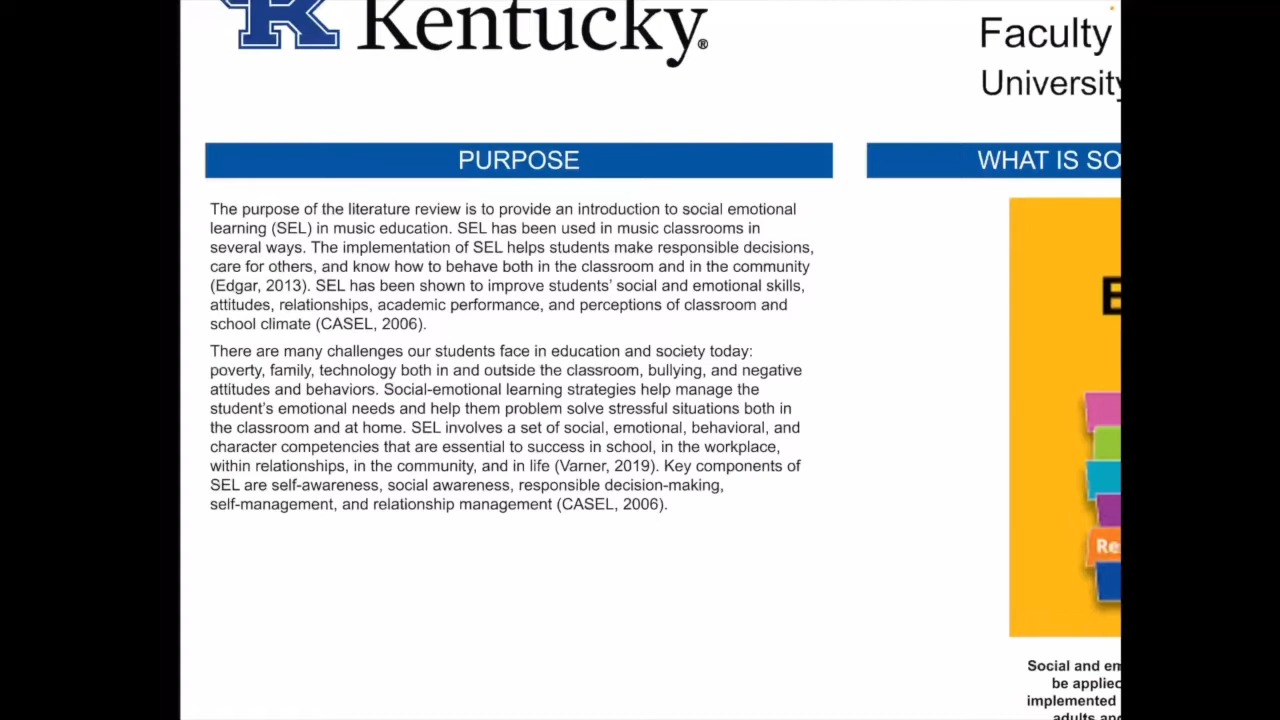 Kentucky®
Faculty
University
PURPOSE
The purpose of the literature review is to provide an introduction to social emotional
learning (SEL) in music education. SEL has been used in music classrooms in
several ways. The implementation of SEL helps students make responsible decisions,
care for others, and know how to behave both in the classroom and in the community
(Edgar, 2013). SEL has been shown to improve students’ social and emotional skills,
attitudes, relationships, academic performance, and perceptions of classroom and
school climate (CASEL, 2006).
There are many challenges our students face in education and society today:
poverty, family, technology both in and outside the classroom, bullying, and negative
attitudes and behaviors. Social-emotional learning strategies help manage the
student’s emotional needs and help them problem solve stressful situations both in
the classroom and at home. SEL involves a set of social, emotional, behavioral, and
character competencies that are essential to success in school, in the workplace,
within relationships, in the community, and in life (Varner, 2019). Key components of
SEL are self-awareness, social awareness, responsible decision-making,
self-management, and relationship management (CASEL, 2006).
WHAT IS SO
E
Re
Social and em
be applied
implemented
adults and